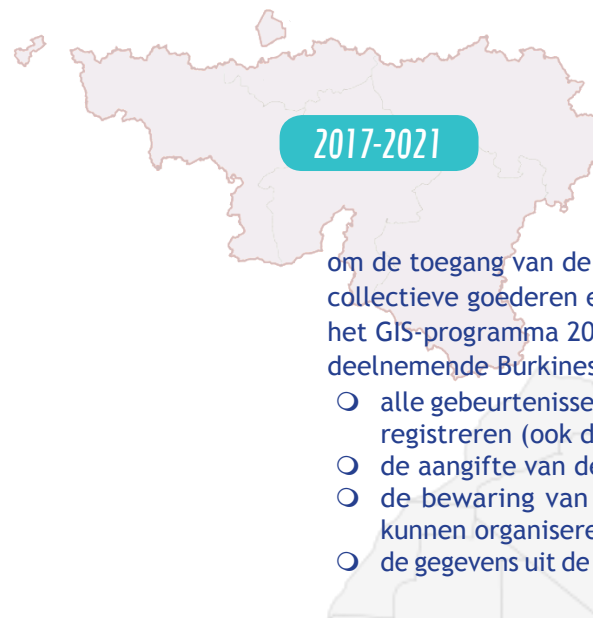 2017-2021
om de toegang van de
collectieve goederen e
het GIS-programma 20
deelnemende Burkines
alle gebeurtenisse
registreren (ook d
de aangifte van de
de bewaring van
kunnen organisere
de gegevens uit de